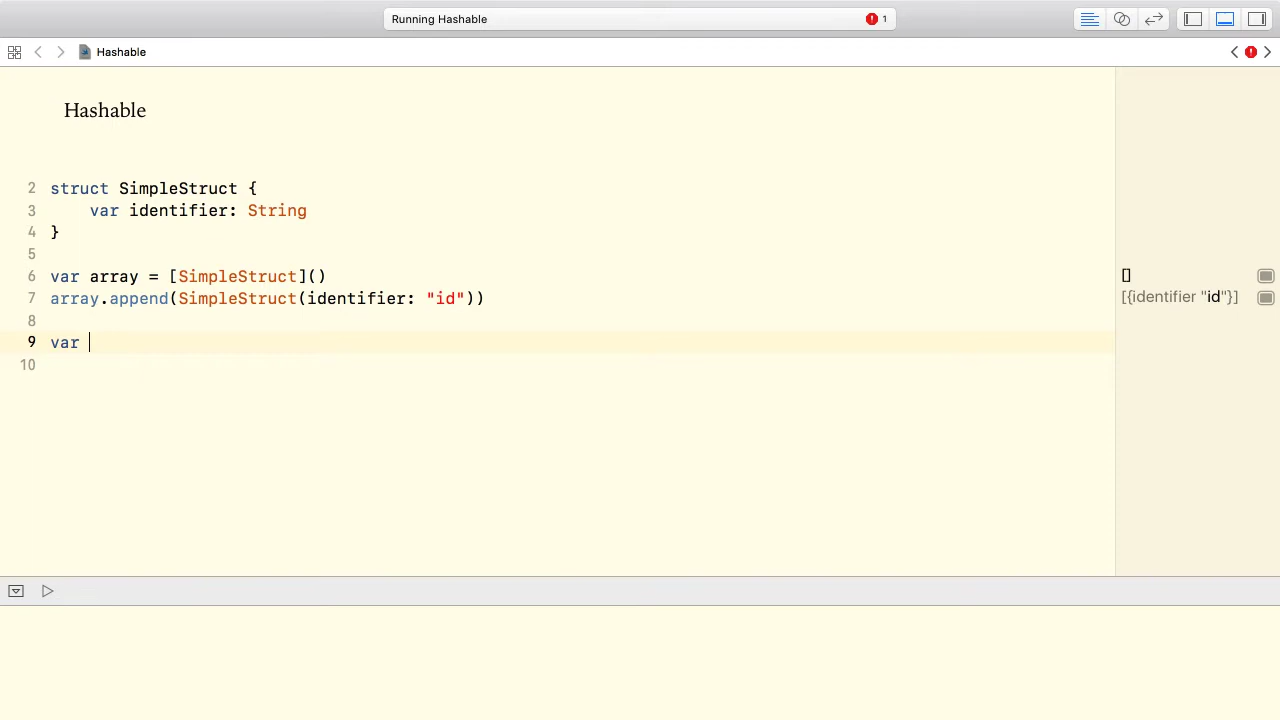 Running Hashable 1
Hashable
Hashable
2 struct SimpleStruct {
3     var identifier: String
4 }
5
6 var array = [SimpleStruct]() []
7 array.append(SimpleStruct(identifier: "id")) [{identifier "id"}]
8
9 var
10